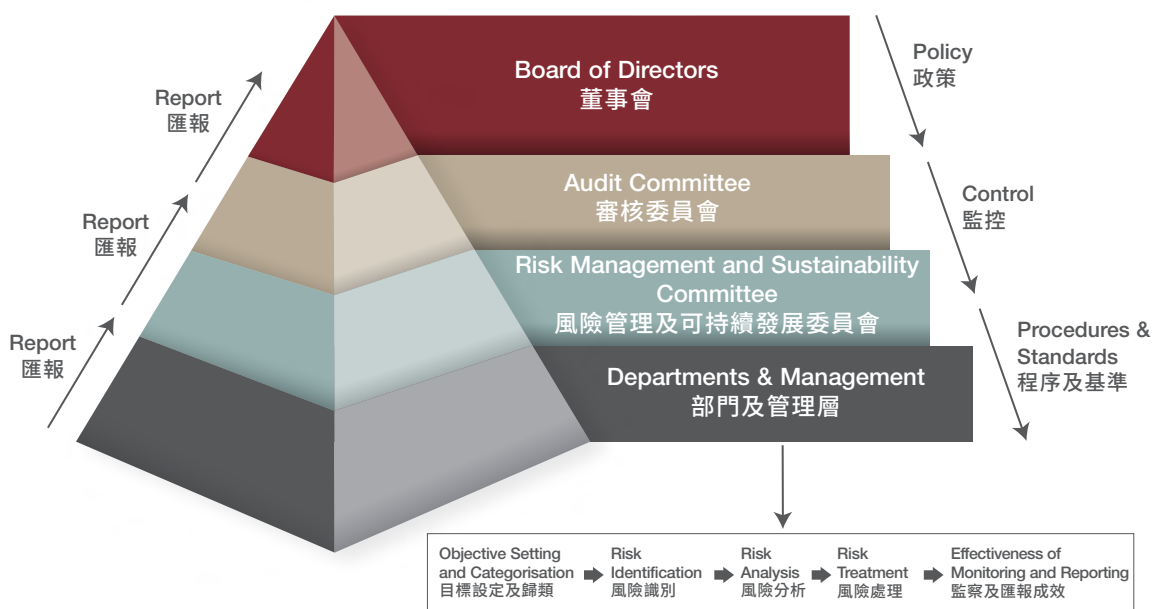 Board of Directors
董事會
Audit Committee
審核委員會
Risk Management and Sustainability
Committee
風險管理及可持續發展委員會
Departments & Management
部門及管理層
Report
匯報
Report
匯報
Report
匯報
Policy
政策
Control
監控
Procedures &
Standards
程序及基準
Objective Setting
and Categorisation
目標設定及歸類
Risk
Identification
風險識別
Risk
Analysis
風險分析
Risk
Treatment
風險處理
Effectiveness of
Monitoring and Reporting
監察及匯報成效